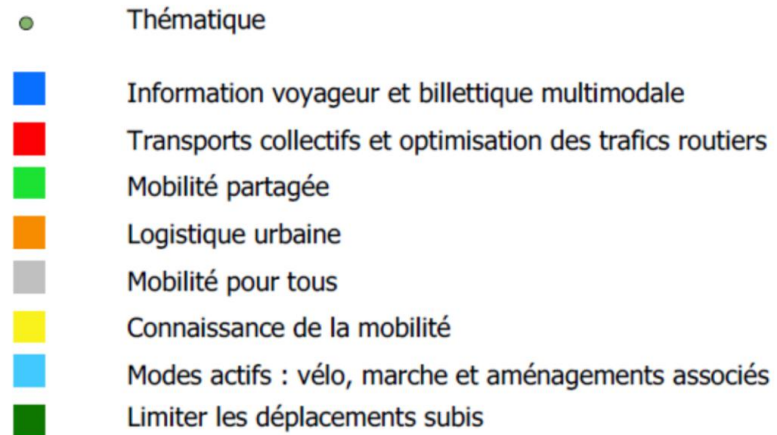 Thématique
Information voyageur et billettique multimodale
Transports collectifs et optimisation des trafics routiers
Mobilité partagée
Logistique urbaine
Mobilité pour tous
Connaissance de la mobilité
Modes actifs : vélo, marche et aménagements associés
Limiter les déplacements subis